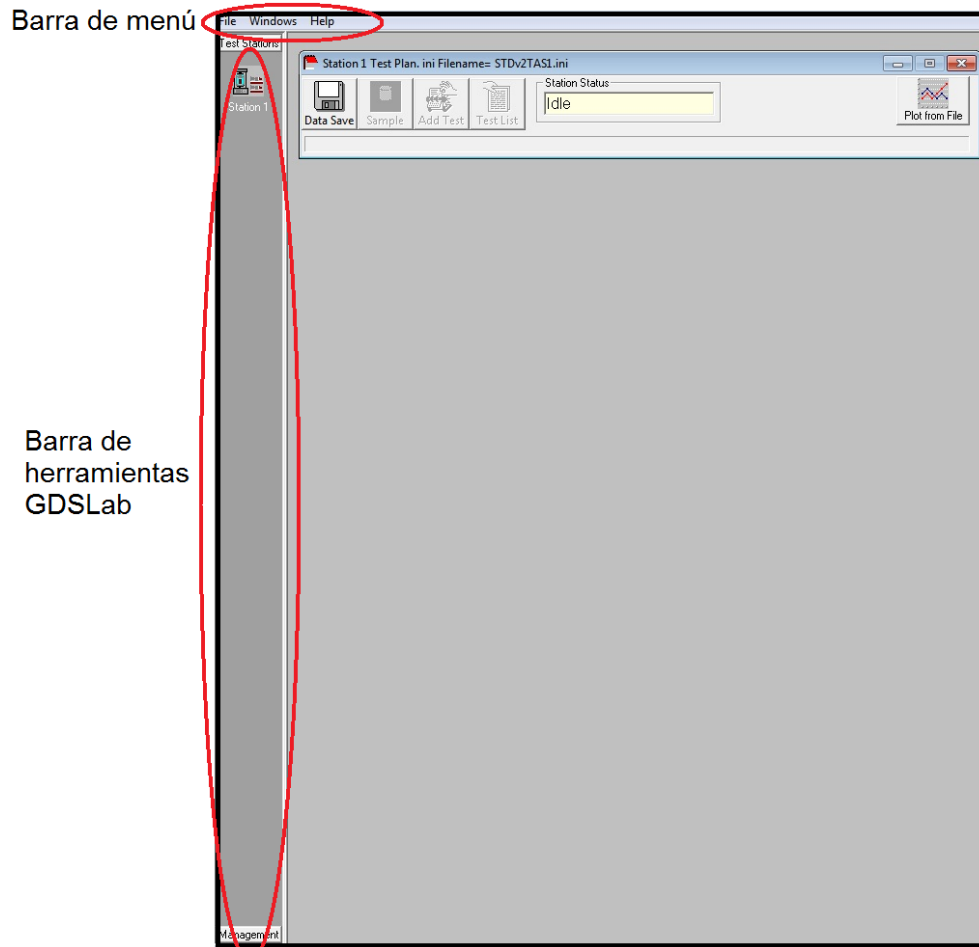 Barra de menú
File Windows Help
Test Stations
Station 1
Station 1 Test Plan. ini Filename= STDv2TAS1.ini
Data Save Sample Add Test Test List
Station Status
Idle
Plot from File
Barra de
herramientas
GDSLab
Management